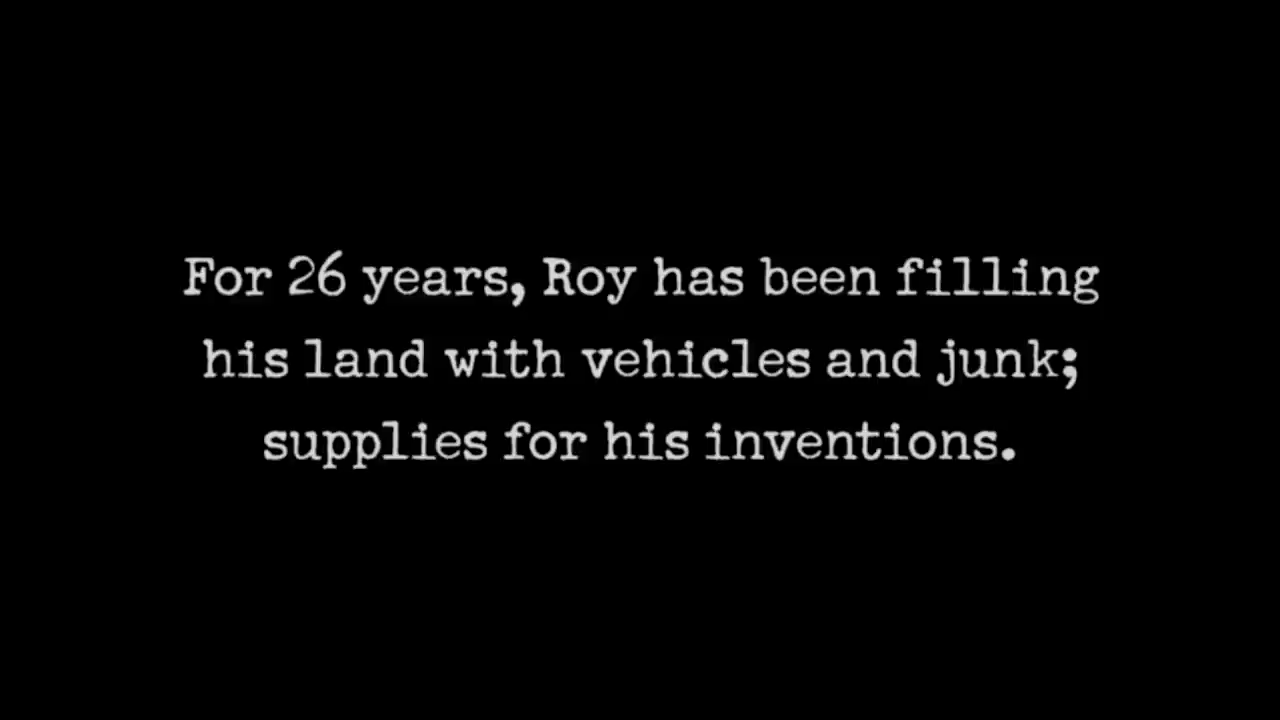 For 26 years, Roy has been filling
his land with vehicles and junk;
supplies for his inventions.